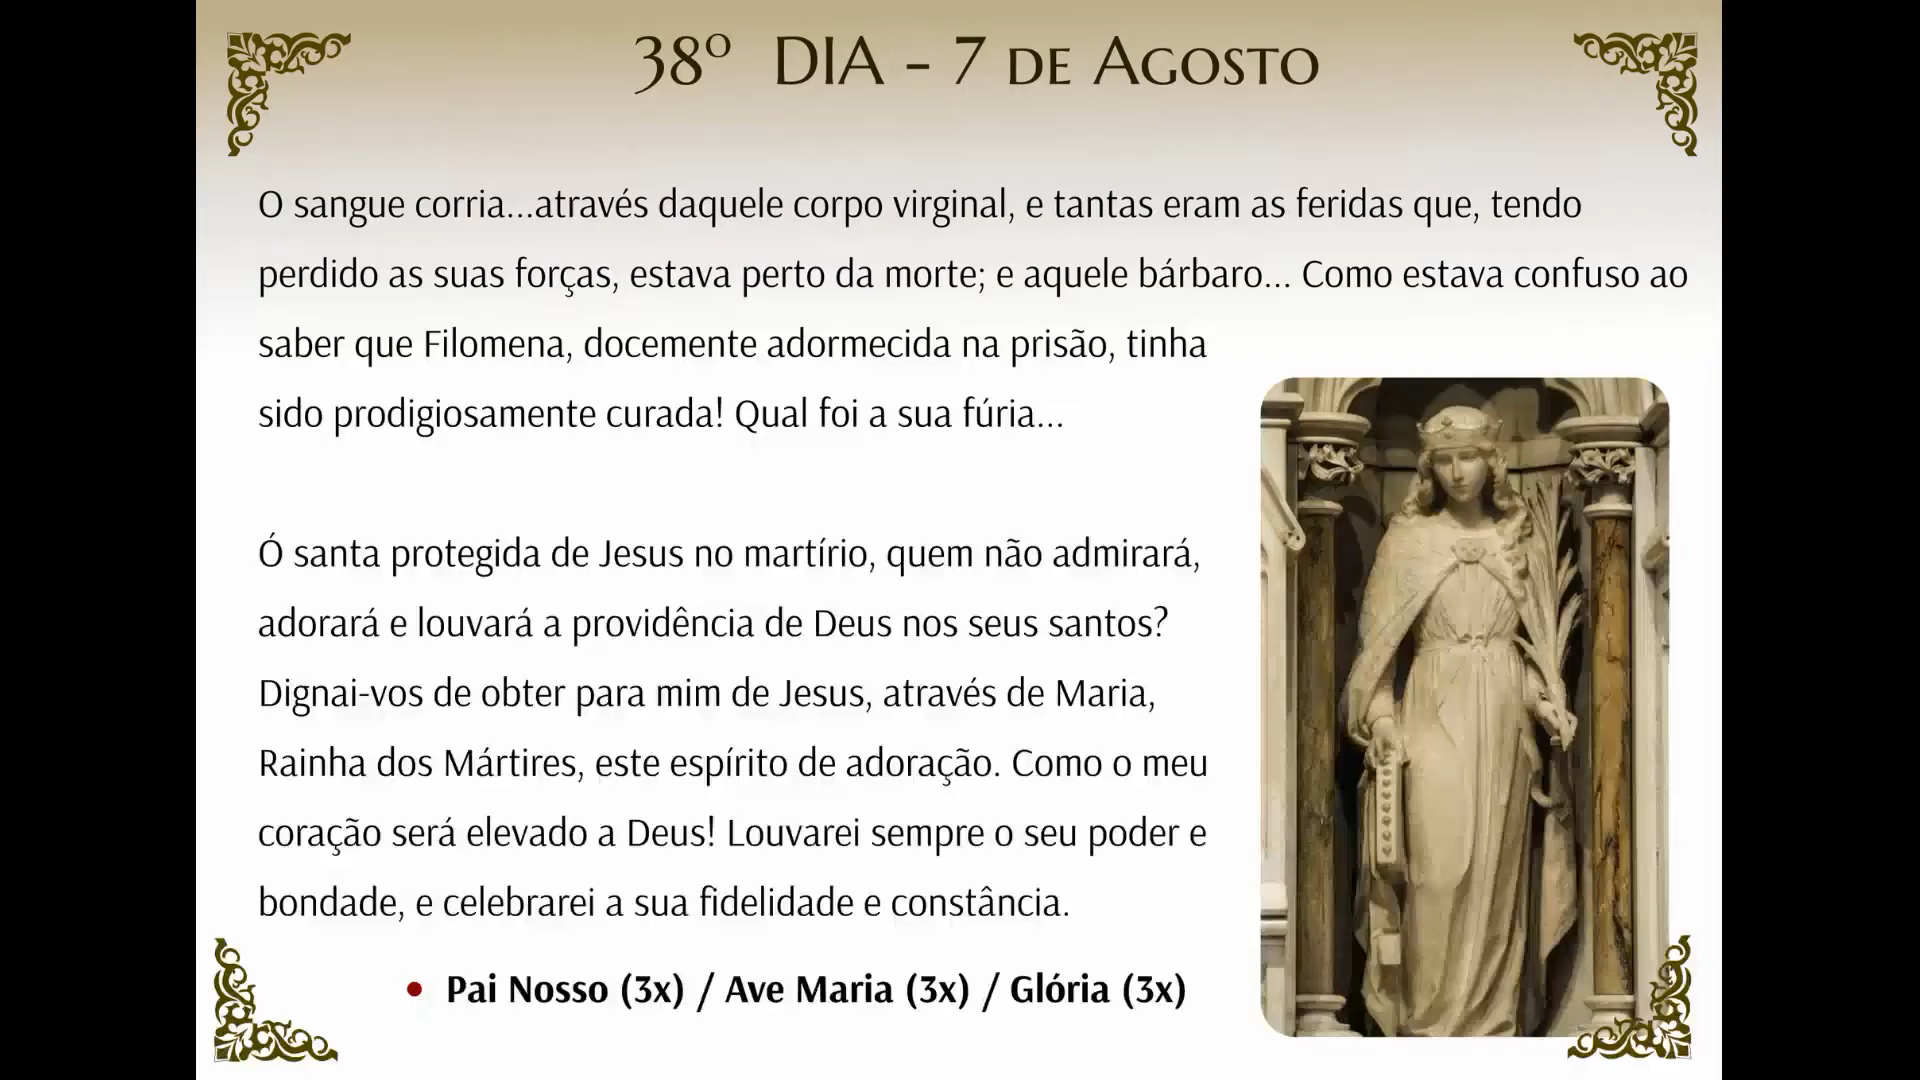 38º DIA - 7 DE AGOSTO
O sangue corria...através daquele corpo virginal, e tantas eram as feridas que, tendo
perdido as suas forças, estava perto da morte; e aquele bárbaro... Como estava confuso ao
saber que Filomena, docemente adormecida na prisão, tinha
sido prodigiosamente curada! Qual foi a sua fúria...
Ó santa protegida de Jesus no martírio, quem não admirará,
adorará e louvará a providência de Deus nos seus santos?
Dignai-vos de obter para mim de Jesus, através de Maria,
Rainha dos Mártires, este espírito de adoração. Como o meu
coração será elevado a Deus! Louvarei sempre o seu poder e
bondade, e celebrarei a sua fidelidade e constância.
• Pai Nosso (3x) / Ave Maria (3x) / Glória (3x)